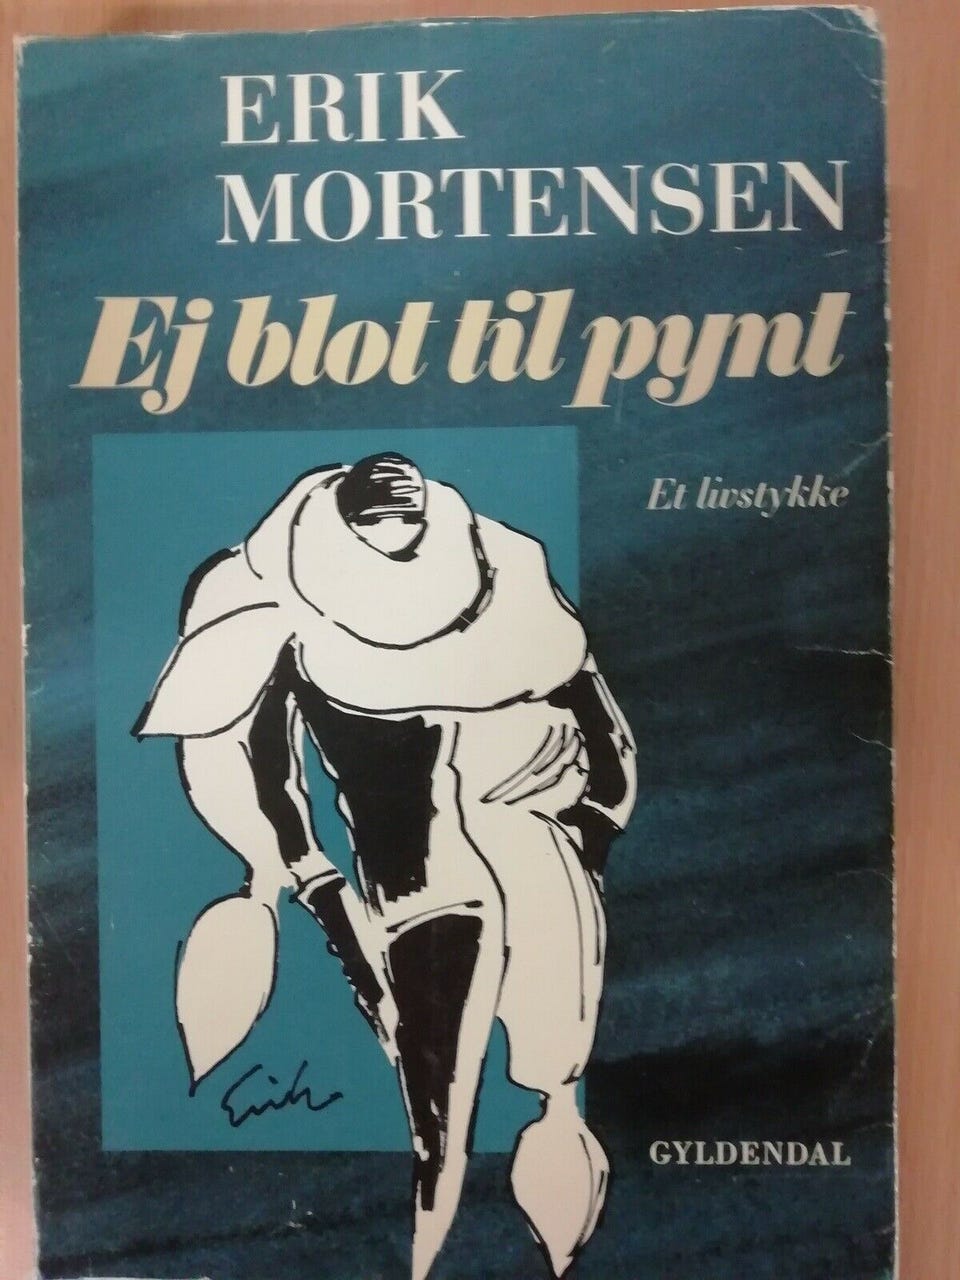 ERIK
MORTENSEN
Ej blot til pynt
Et livstykke
Erik
GYLDENDAL